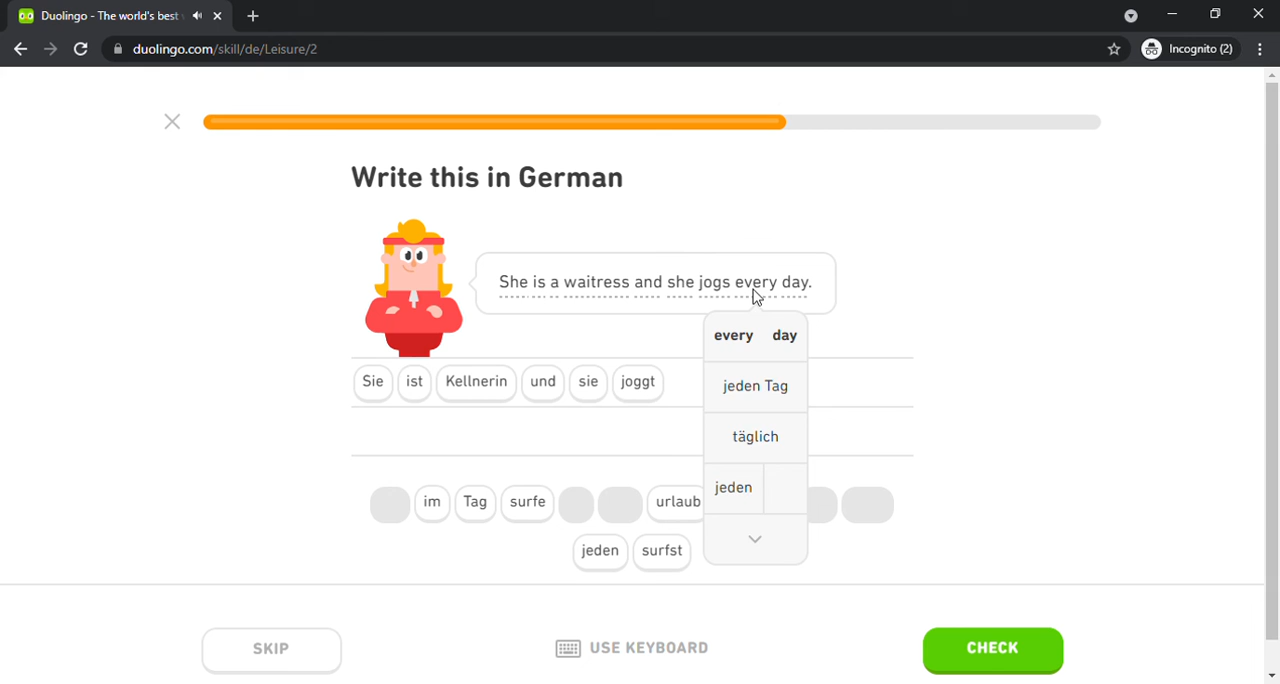 Duolingo - The world's best
duolingo.com/skill/de/Leisure/2
Incognito (2)
Write this in German
She is a waitress and she jogs every day.
every day
jeden Tag
täglich
jeden
Sie ist Kellnerin und sie joggt
im Tag surfe urlaub
jeden surfst
SKIP
USE KEYBOARD
CHECK